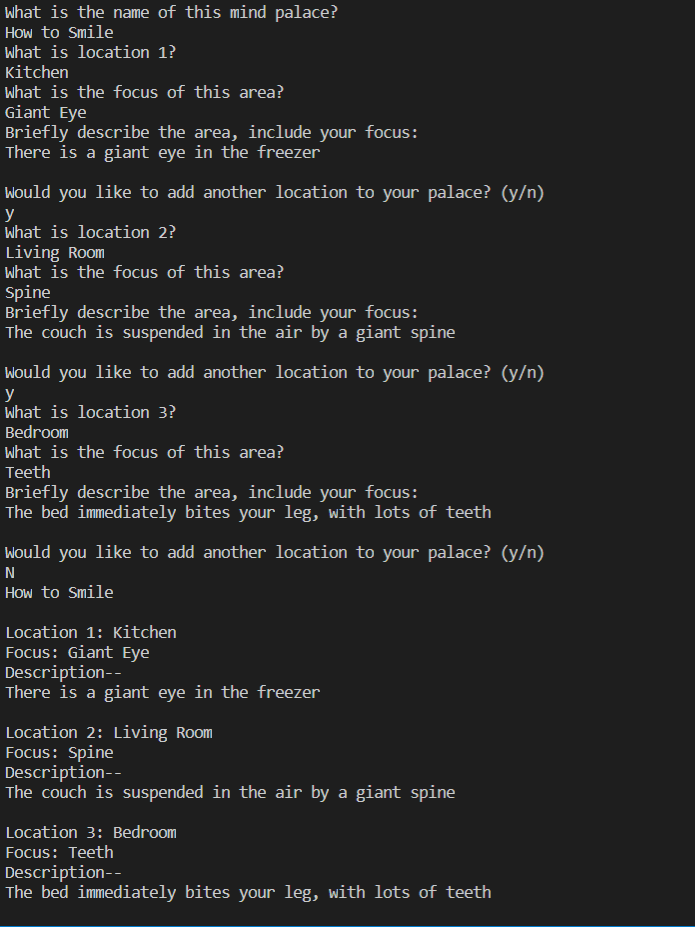 What is the name of this mind palace?
How to Smile
What is location 1?
Kitchen
What is the focus of this area?
Giant Eye
Briefly describe the area, include your focus:
There is a giant eye in the freezer
Would you like to add another location to your palace? (y/n)
y
What is location 2?
Living Room
What is the focus of this area?
Spine
Briefly describe the area, include your focus:
The couch is suspended in the air by a giant spine
Would you like to add another location to your palace? (y/n)
y
What is location 3?
Bedroom
What is the focus of this area?
Teeth
Briefly describe the area, include your focus:
The bed immediately bites your leg, with lots of teeth
Would you like to add another location to your palace? (y/n)
N
How to Smile
Location 1: Kitchen
Focus: Giant Eye
Description--
There is a giant eye in the freezer
Location 2: Living Room
Focus: Spine
Description--
The couch is suspended in the air by a giant spine
Location 3: Bedroom
Focus: Teeth
Description--
The bed immediately bites your leg, with lots of teeth